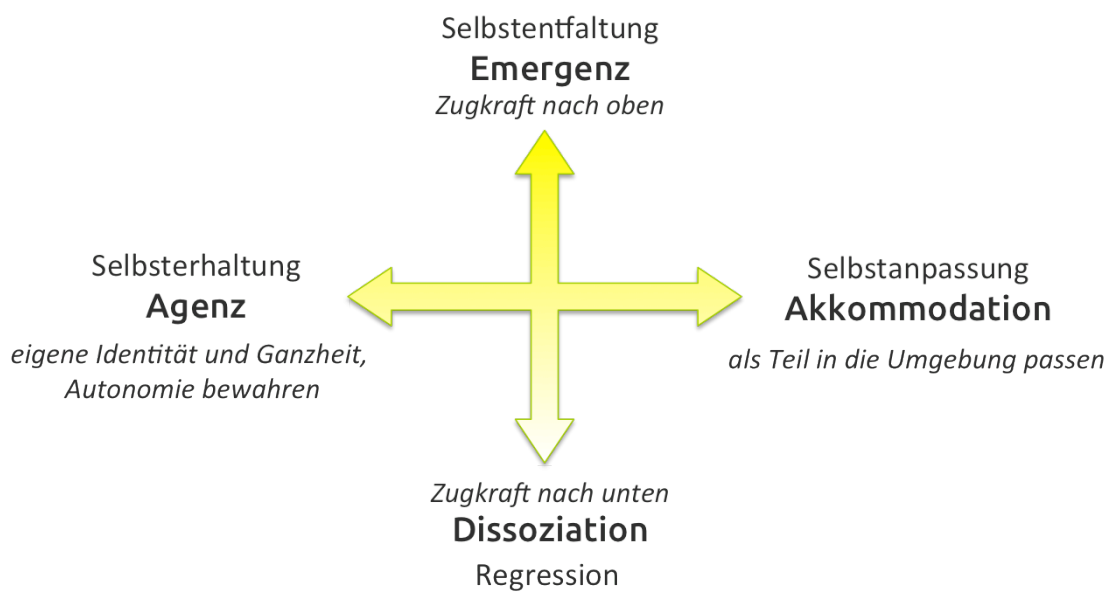 Selbstentfaltung
Emergenz
Zugkraft nach oben
Selbsterhaltung
Agenz
eigene Identität und Ganzheit,
Autonomie bewahren
Selbstanpassung
Akkommodation
als Teil in die Umgebung passen
Zugkraft nach unten
Dissoziation
Regression